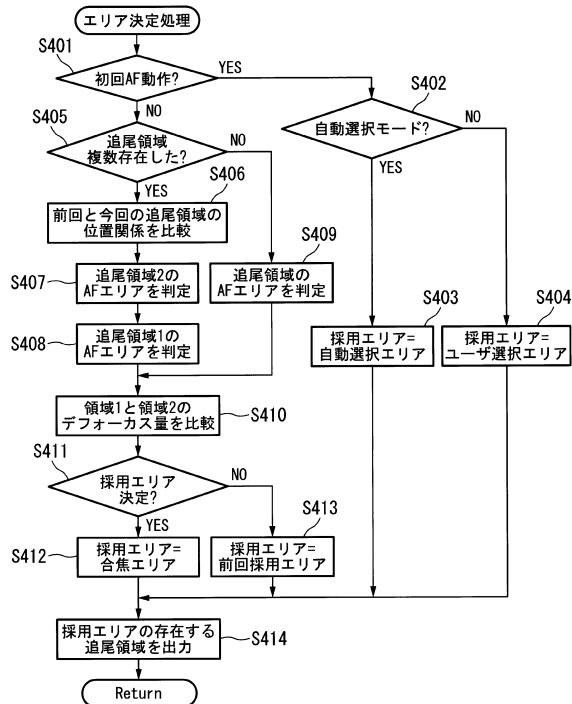 エリア決定処理
S401
初回AF動作?
YES
NO
S402
自動選択モード?
NO
YES
S405
追尾領域
複数存在した?
NO
YES
S406
前回と今回の追尾領域の
位置関係を比較
S407
追尾領域2の
AFエリアを判定
S409
追尾領域の
AFエリアを判定
S408
追尾領域1の
AFエリアを判定
S403
採用エリア=
自動選択エリア
S404
採用エリア=
ユーザ選択エリア
領域1と領域2の
デフォーカス量を比較
S410
S411
採用エリア
決定?
NO
YES
S412
採用エリア=
合焦エリア
S413
採用エリア=
前回採用エリア
採用エリアの存在する
追尾領域を出力
S414
Return